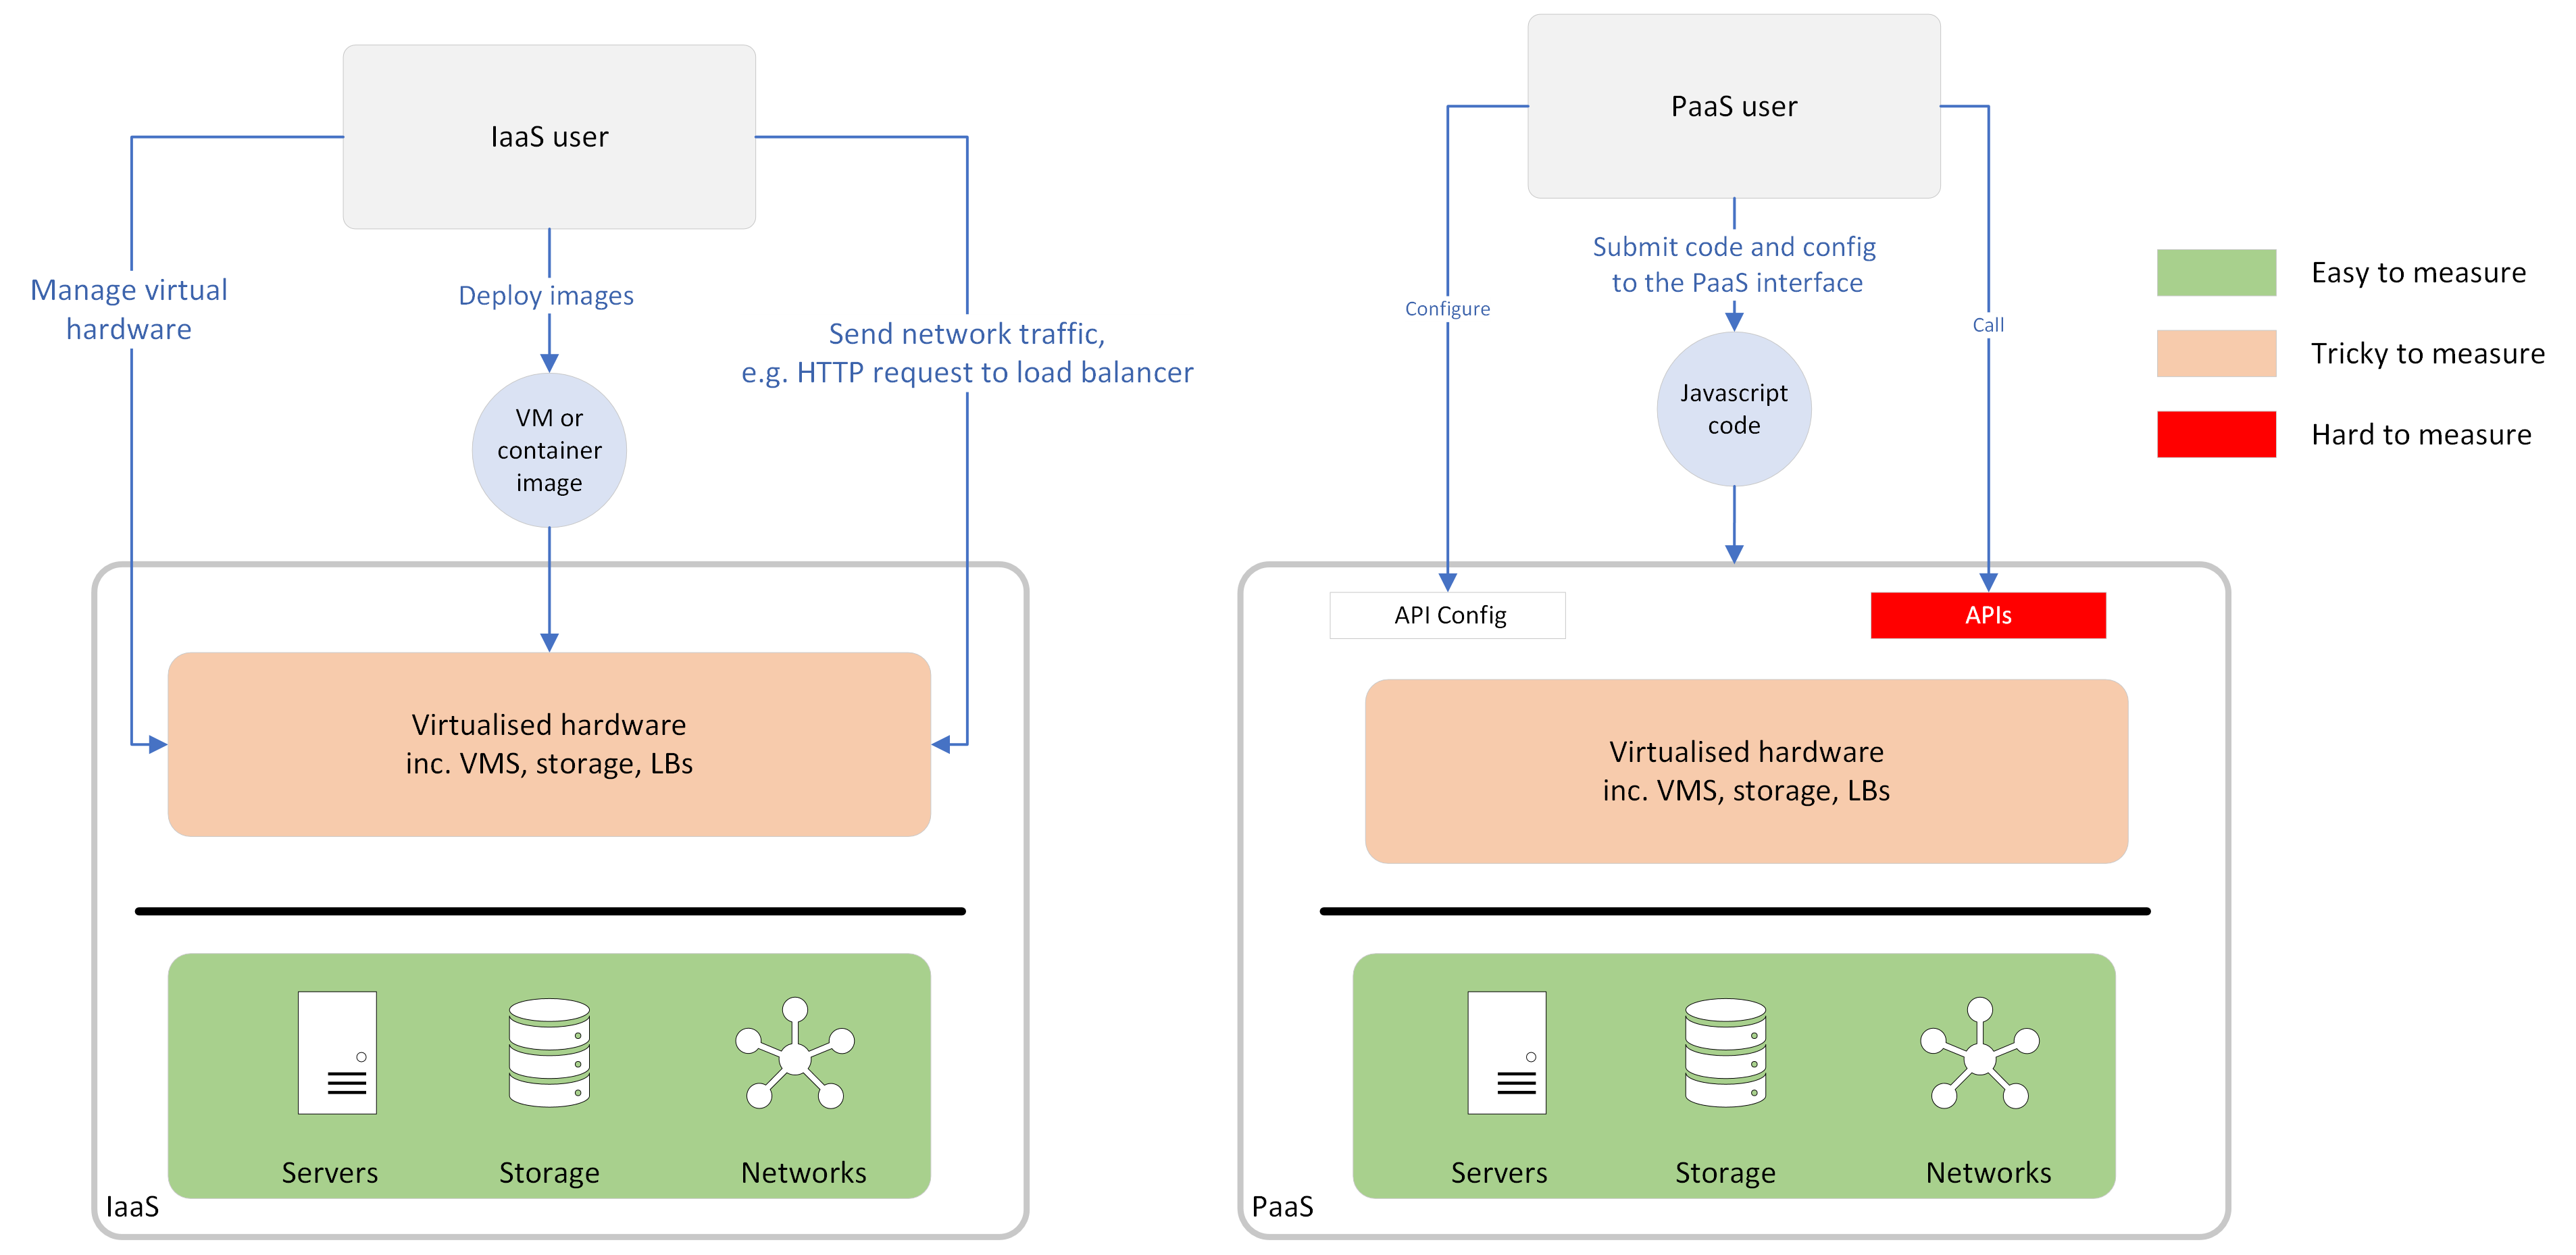 IaaS user
Manage virtual
hardware
Deploy images
Send network traffic,
e.g. HTTP request to load balancer
VM or
container
image
Virtualised hardware
inc. VMS, storage, LBs
Servers
Storage
Networks
IaaS
PaaS user
Configure
Submit code and config
to the PaaS interface
Call
Javascript
code
API Config
APIs
Virtualised hardware
inc. VMS, storage, LBs
Servers
Storage
Networks
PaaS
Easy to measure
Tricky to measure
Hard to measure